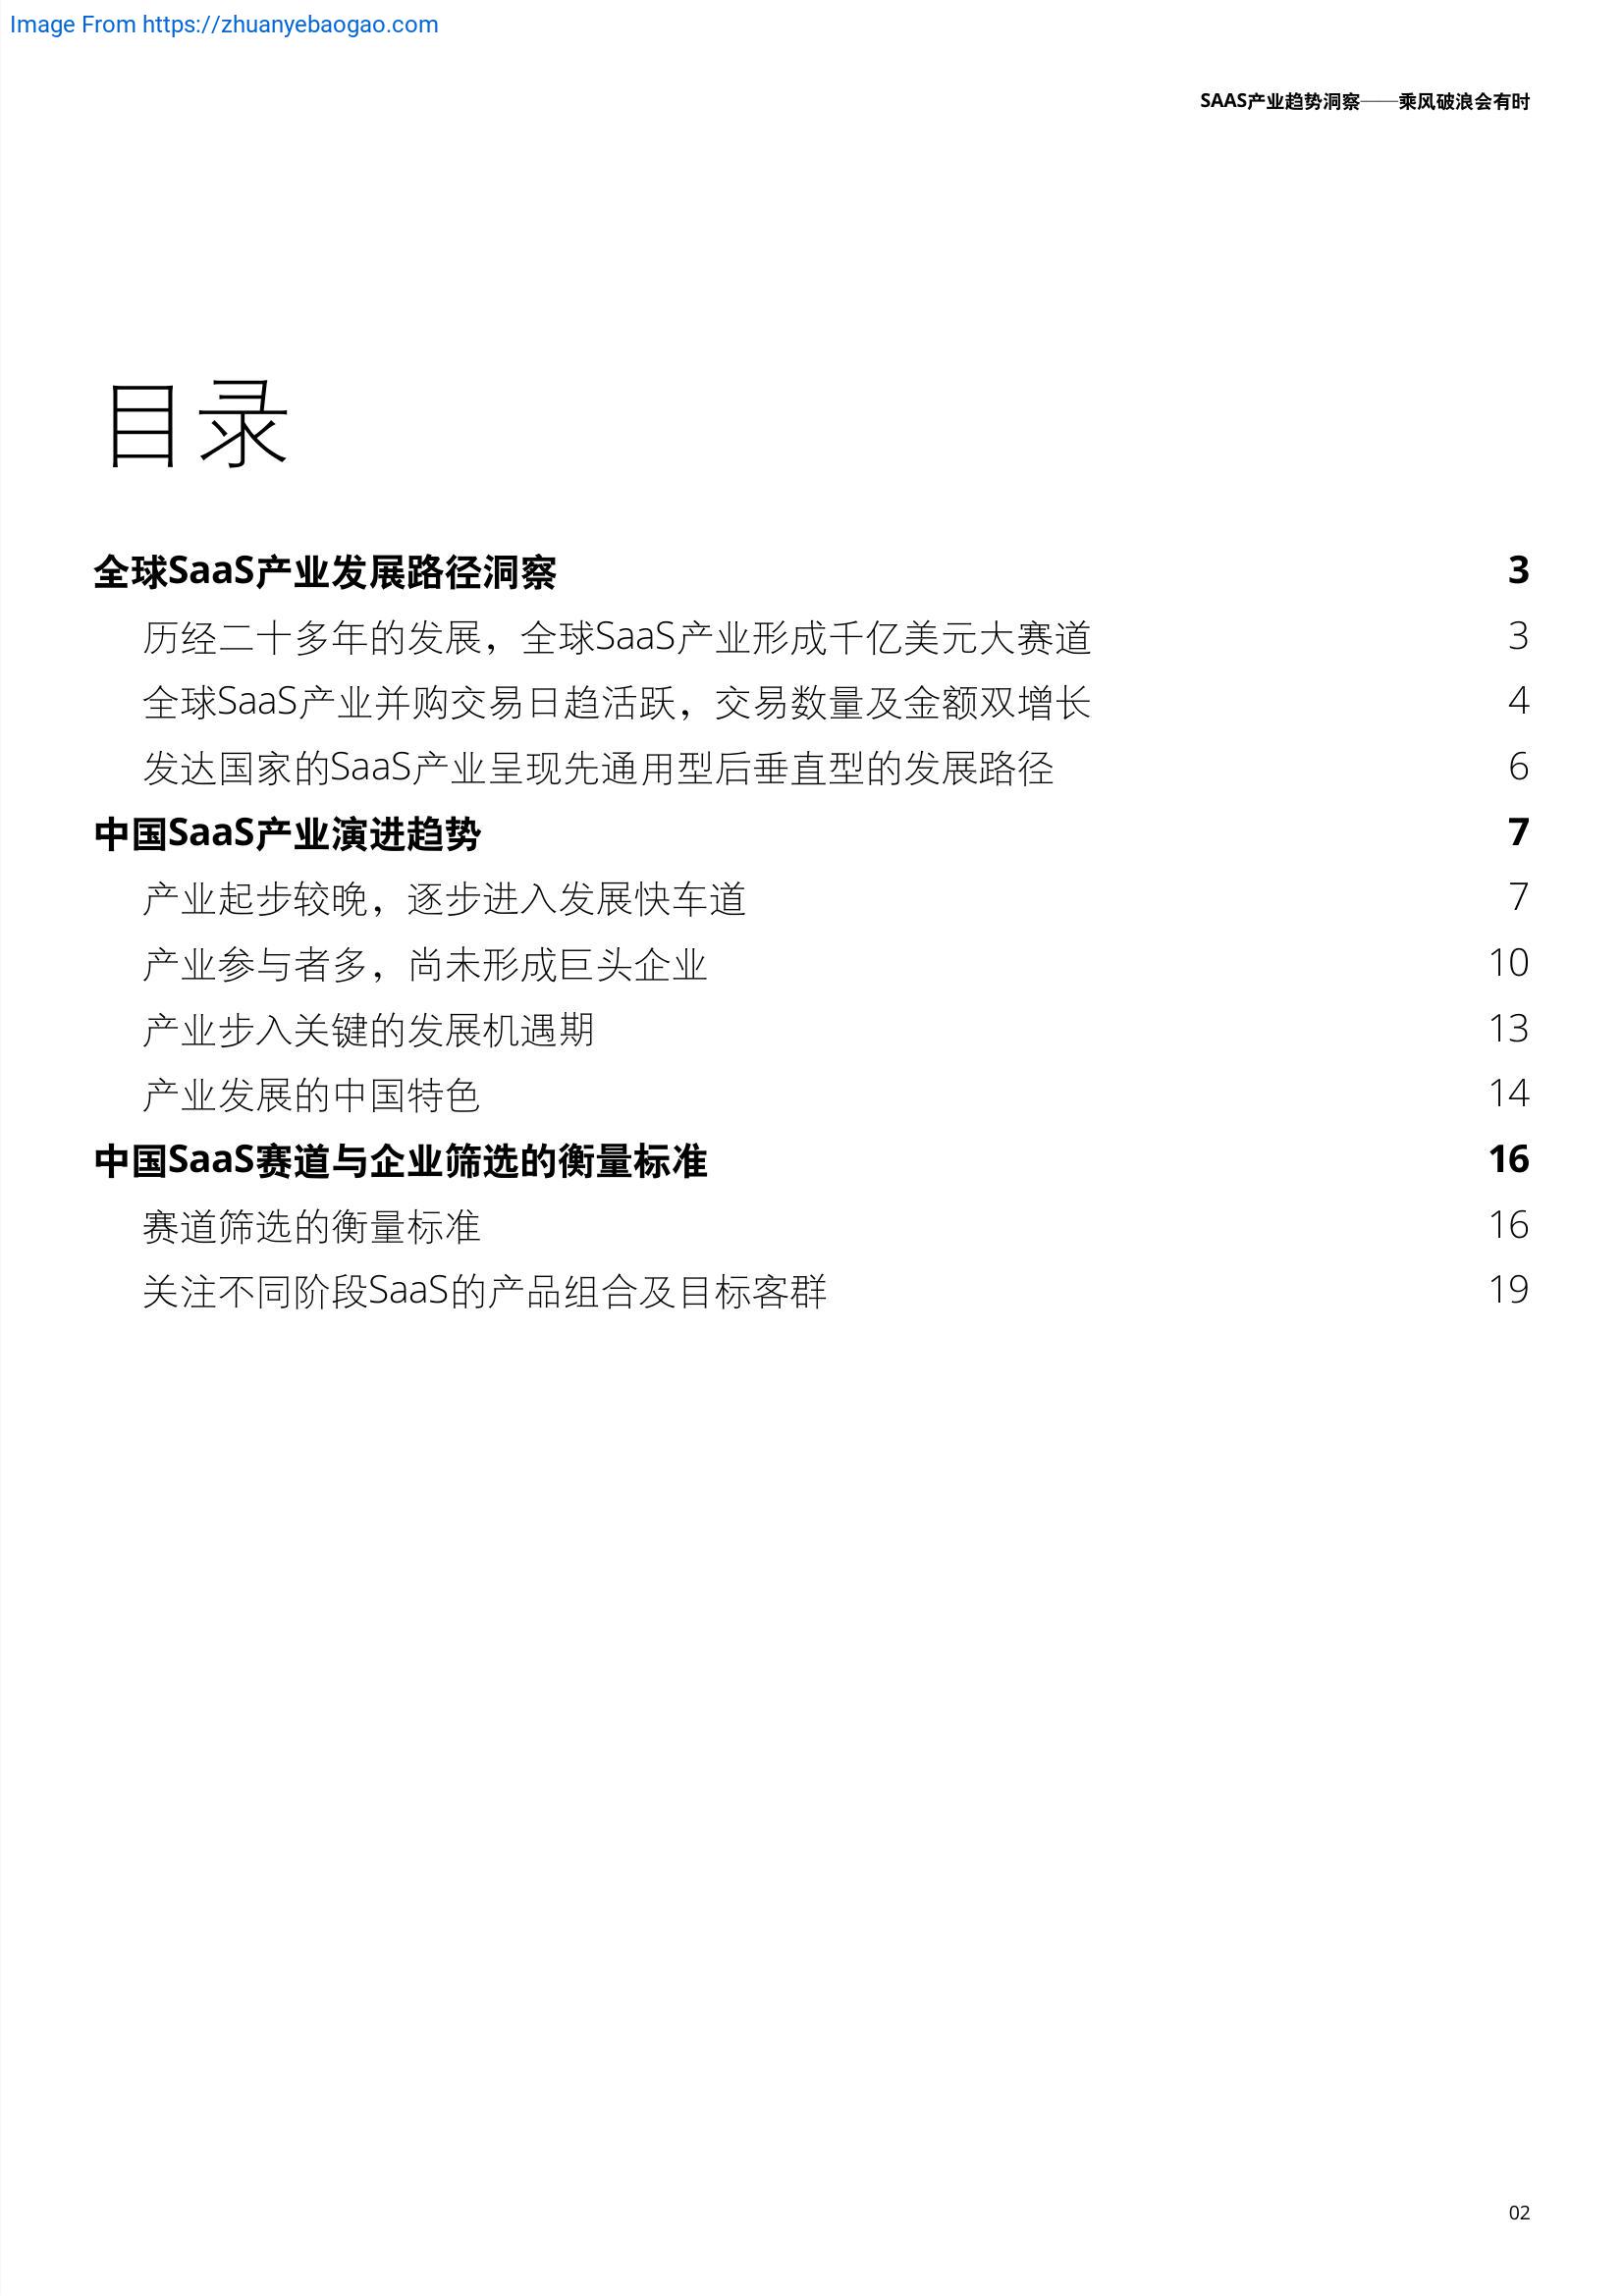 Image From https://zhuanyebaogao.com
SAAS产业趋势洞察——乘风破浪会有时
目录
全球SaaS产业发展路径洞察 3
历经二十多年的发展，全球SaaS产业形成千亿美元大赛道 3
全球SaaS产业并购交易日趋活跃，交易数量及金额双增长 4
发达国家的SaaS产业呈现先通用型后垂直型的发展路径 6
中国SaaS产业演进趋势 7
产业起步较晚，逐步进入发展快车道 7
产业参与者多，尚未形成巨头企业 10
产业步入关键的发展机遇期 13
产业发展的中国特色 14
中国SaaS赛道与企业筛选的衡量标准 16
赛道筛选的衡量标准 16
关注不同阶段SaaS的产品组合及目标客群 19
02